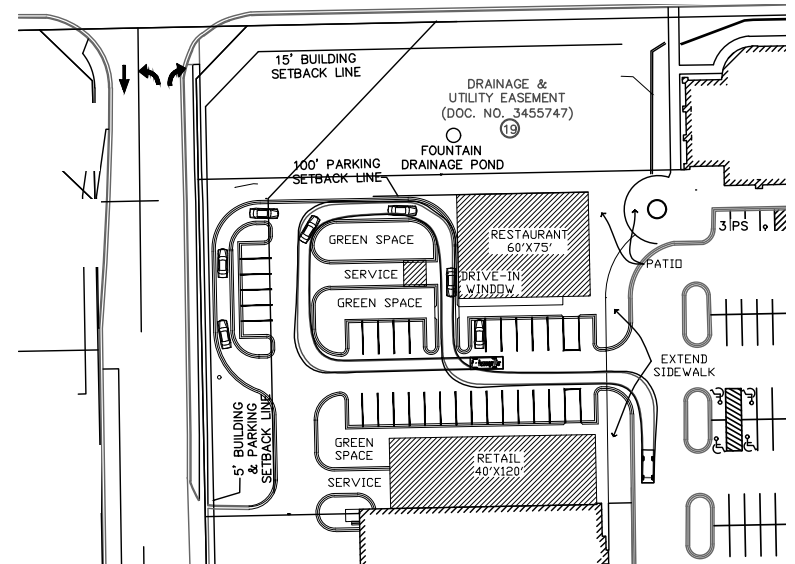 15' BUILDING
SETBACK LINE
DRAINAGE &
UTILITY EASEMENT
(DOC. NO. 3455747)
19
FOUNTAIN
DRAINAGE POND
100' PARKING
SETBACK LINE
GREEN SPACE
RESTAURANT
60'X75'
3 PS
PATIO
SERVICE
DRIVE-IN
WINDOW
GREEN SPACE
EXTEND
SIDEWALK
5' BUILDING
& PARKING
SETBACK LINE
GREEN
SPACE
RETAIL
40'X120'
SERVICE